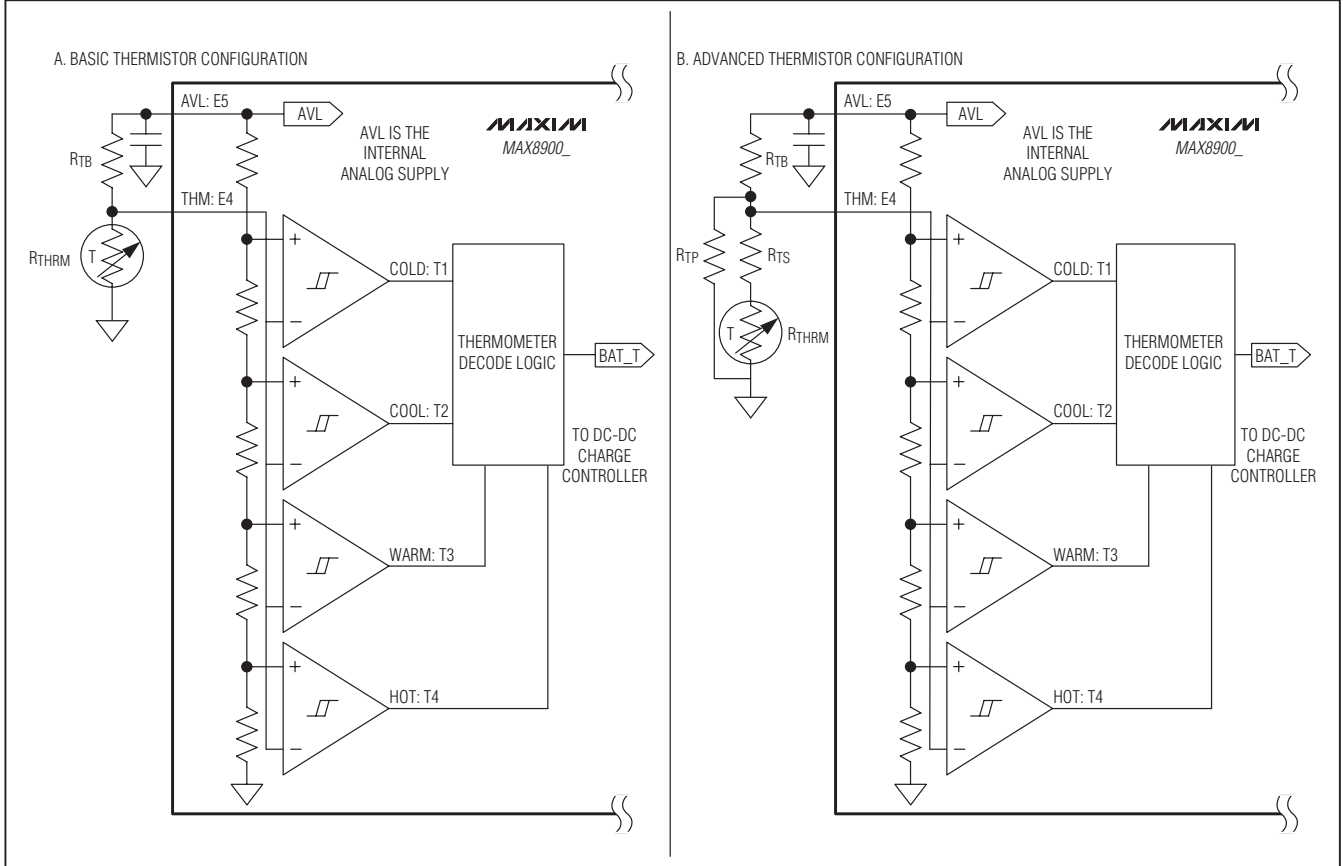 A. BASIC THERMISTOR CONFIGURATION
AVL: E5
AVL
AVL IS THE
INTERNAL
ANALOG SUPPLY
MAXIM
MAX8900_
RTB
THM: E4
RTHRM
T
+
−
COLD: T1
+
−
COOL: T2
+
−
WARM: T3
+
−
HOT: T4
THERMOMETER
DECODE LOGIC
BAT_T
TO DC-DC
CHARGE
CONTROLLER
B. ADVANCED THERMISTOR CONFIGURATION
AVL: E5
AVL
AVL IS THE
INTERNAL
ANALOG SUPPLY
MAXIM
MAX8900_
RTB
THM: E4
RTP
RTS
T
RTHRM
+
−
COLD: T1
+
−
COOL: T2
+
−
WARM: T3
+
−
HOT: T4
THERMOMETER
DECODE LOGIC
BAT_T
TO DC-DC
CHARGE
CONTROLLER